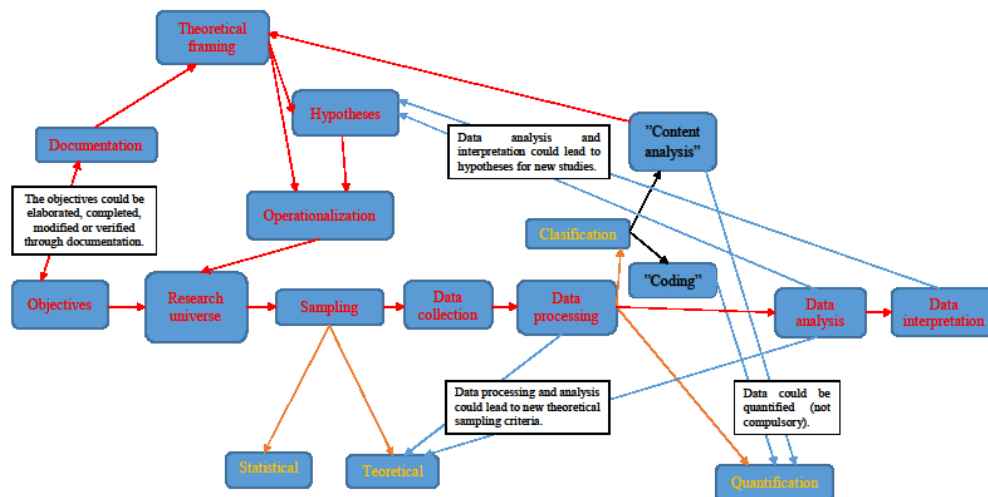 Theoretical
framing
Hypotheses
Documentation
Data analysis and
interpretation could lead to
hypotheses for new studies.
"Content
analysis"
The objectives could be
elaborated, completed,
modified or verified
through documentation.
Operationalization
Clasification
"Coding"
Objectives
Research
universe
Sampling
Data
collection
Data
processing
Data
analysis
Data
interpretation
Data processing and analysis
could lead to new theoretical
sampling criteria.
Data could be
quantified (not
compulsory).
Statistical
Teoretical
Quantification